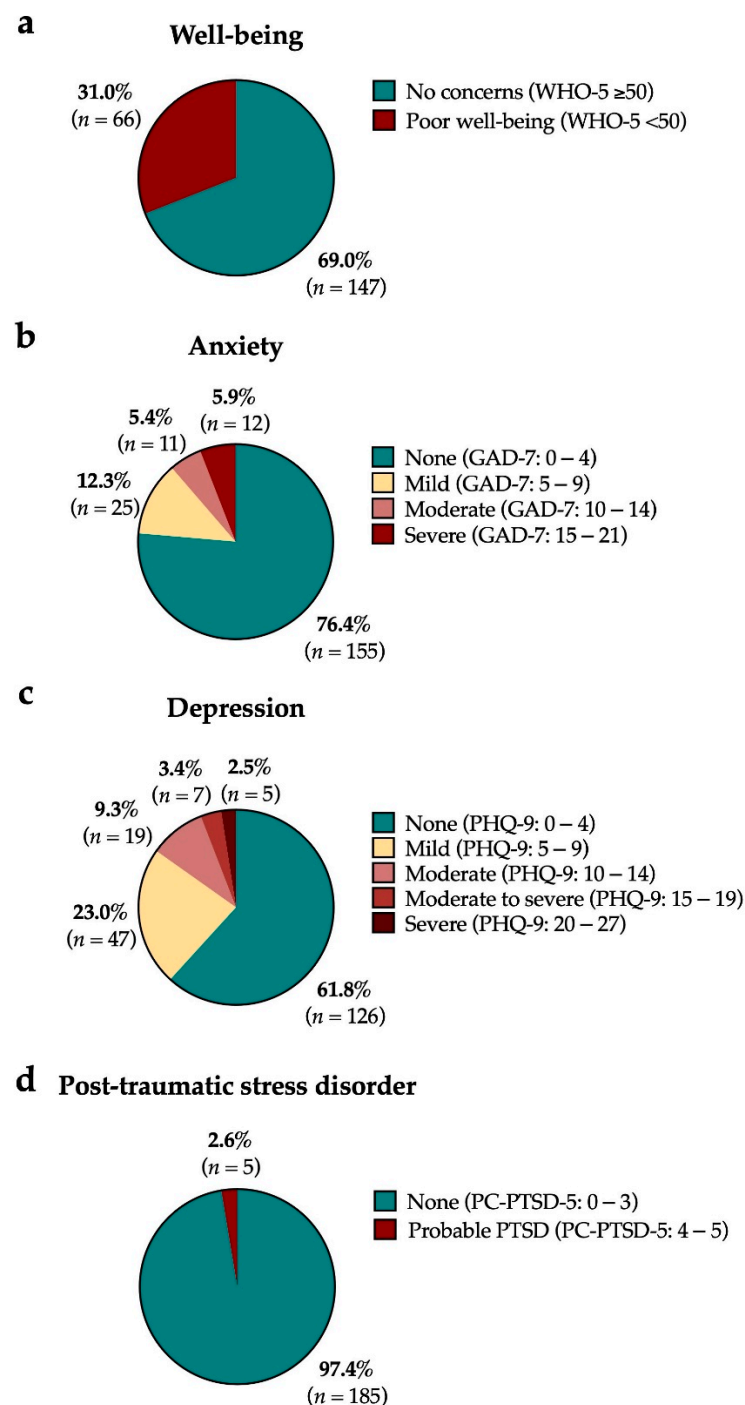 a
Well-being
31.0%
(n = 66)
No concerns (WHO-5 ≥50)
Poor well-being (WHO-5 <50)
69.0%
(n = 147)
b
Anxiety
5.9%
(n = 12)
5.4%
(n = 11)
12.3%
(n = 25)
None (GAD-7: 0 – 4)
Mild (GAD-7: 5 – 9)
Moderate (GAD-7: 10 – 14)
Severe (GAD-7: 15 – 21)
76.4%
(n = 155)
c
Depression
3.4%
(n = 7)
2.5%
(n = 5)
9.3%
(n = 19)
23.0%
(n = 47)
None (PHQ-9: 0 – 4)
Mild (PHQ-9: 5 – 9)
Moderate (PHQ-9: 10 – 14)
Moderate to severe (PHQ-9: 15 – 19)
Severe (PHQ-9: 20 – 27)
61.8%
(n = 126)
d Post-traumatic stress disorder
2.6%
(n = 5)
None (PC-PTSD-5: 0 – 3)
Probable PTSD (PC-PTSD-5: 4 – 5)
97.4%
(n = 185)